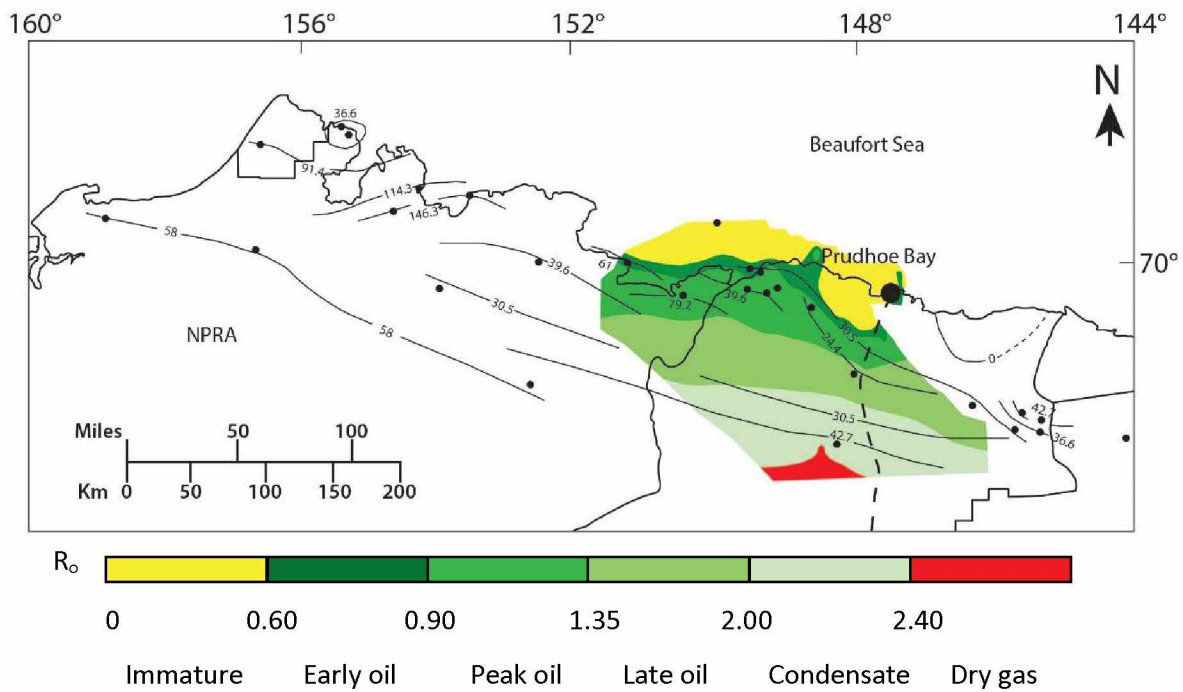 160° 156° 152° 148° 144°
N
36.6
Beaufort Sea
91.4
114.3
146.3
58
Prudhoe Bay
70°
61
39.6
39.6
79.2
30.5
30.5
24.4
NPRA
58
0
Miles 50 100
30.5
42.7
42.7
36.6
Km 0 50 100 150 200
Ro
0 0.60 0.90 1.35 2.00 2.40
Immature Early oil Peak oil Late oil Condensate Dry gas